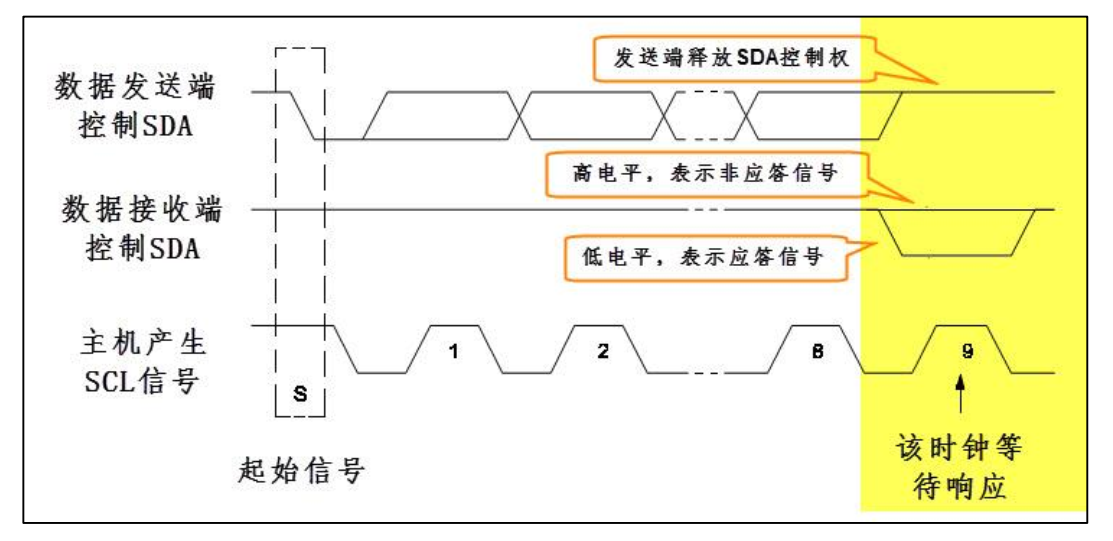 发送端释放SDA控制权
数据发送端
控制SDA
高电平，表示非应答信号
数据接收端
控制SDA
低电平，表示应答信号
主机产生
SCL信号
1
2
8
9
S
起始信号
该时钟等
待响应